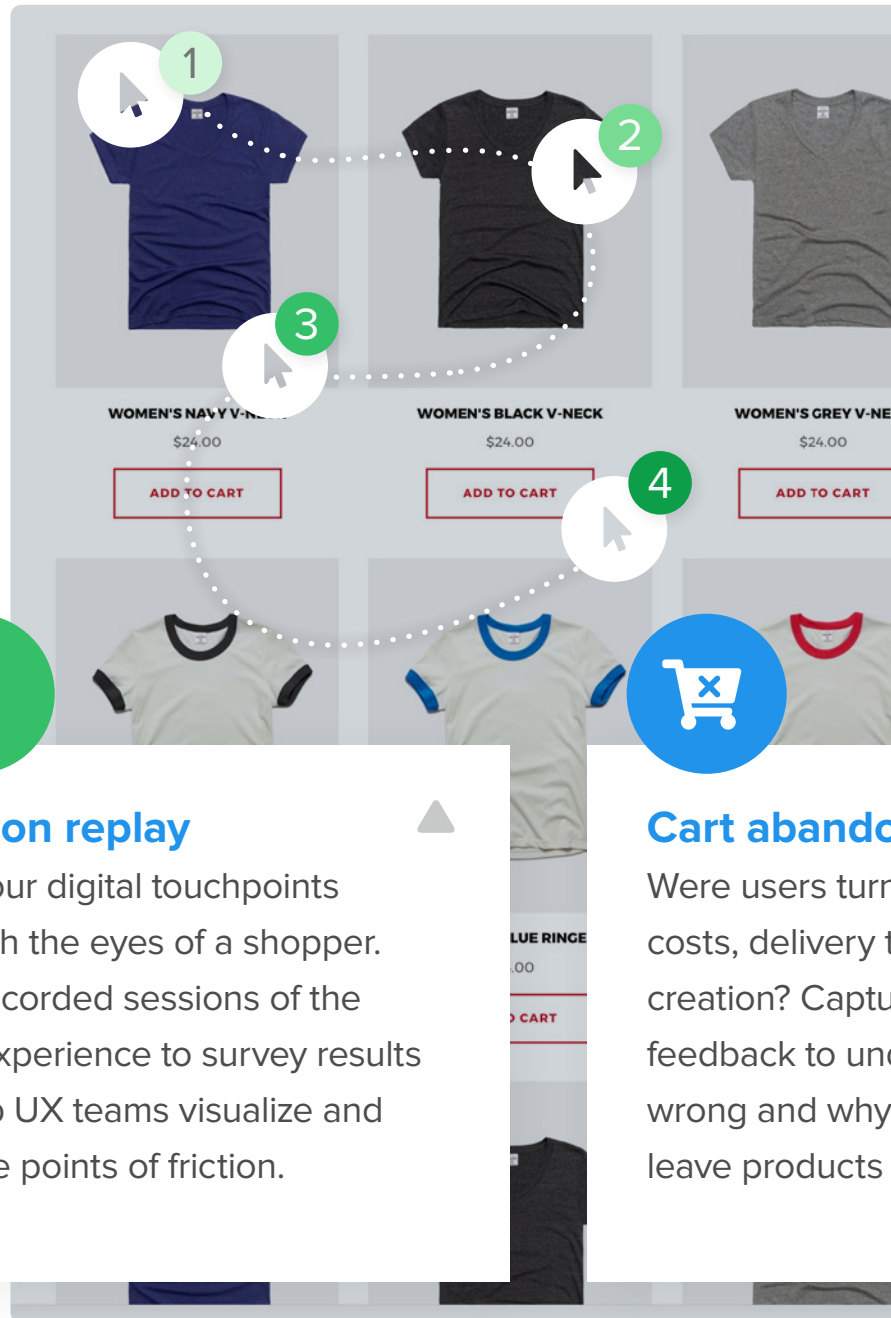 1
2
3
4
WOMEN'S NAVY V-N
WOMEN'S BLACK V-NECK
WOMEN'S GREY V-NE
$24.00
$24.00
$24.00
ADD TO CART
ADD TO CART
ADD TO CART
on replay
our digital touchpoints
h the eyes of a shopper.
corded sessions of the
xperience to survey results
UX teams visualize and
e points of friction.
LUE RINGE
.00
CART
Cart abando
Were users turn
costs, delivery t
creation? Captu
feedback to und
wrong and why
leave products